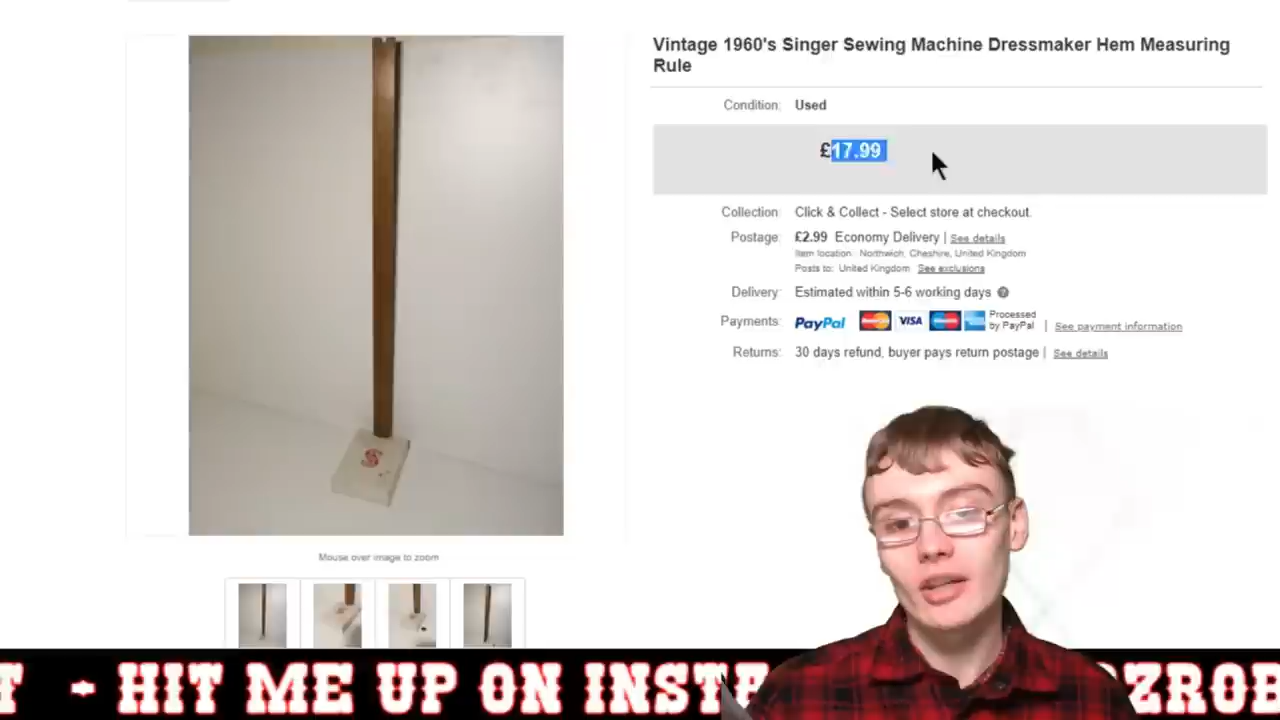 Vintage 1960's Singer Sewing Machine Dressmaker Hem Measuring
Rule
Condition: Used
£17.99
Collection: Click & Collect - Select store at checkout.
Postage: £2.99 Economy Delivery | See details
Item location: Northwich, Cheshire, United Kingdom
Posts to: United Kingdom See exclusions
Delivery: Estimated within 5-6 working days
Payments: PayPal VISA Processed by PayPal | See payment information
Returns: 30 days refund, buyer pays return postage | See details
S
Mouse over image to zoom
T - HIT ME UP ON INST ZROB